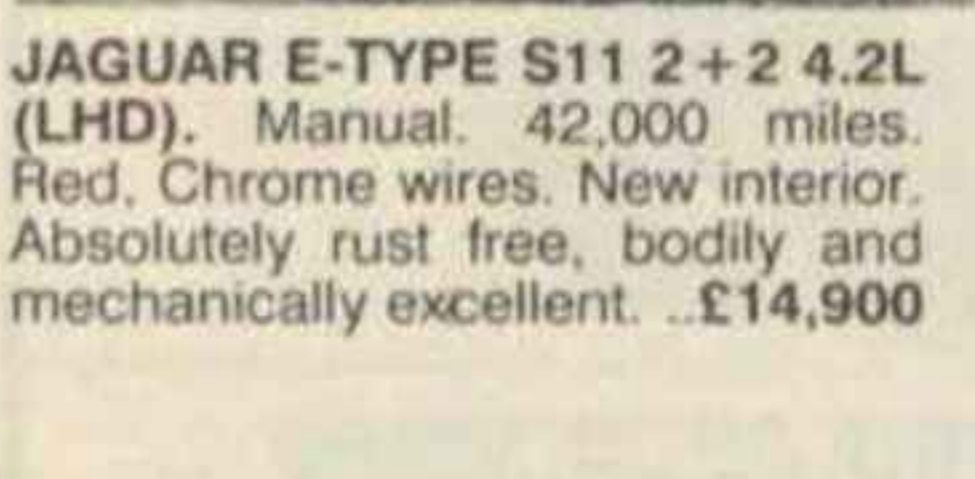 JAGUAR E-TYPE S11 2+2 4.2L
(LHD). Manual. 42,000 miles.
Red, Chrome wires. New interior.
Absolutely rust free, bodily and
mechanically excellent. ..£14,900